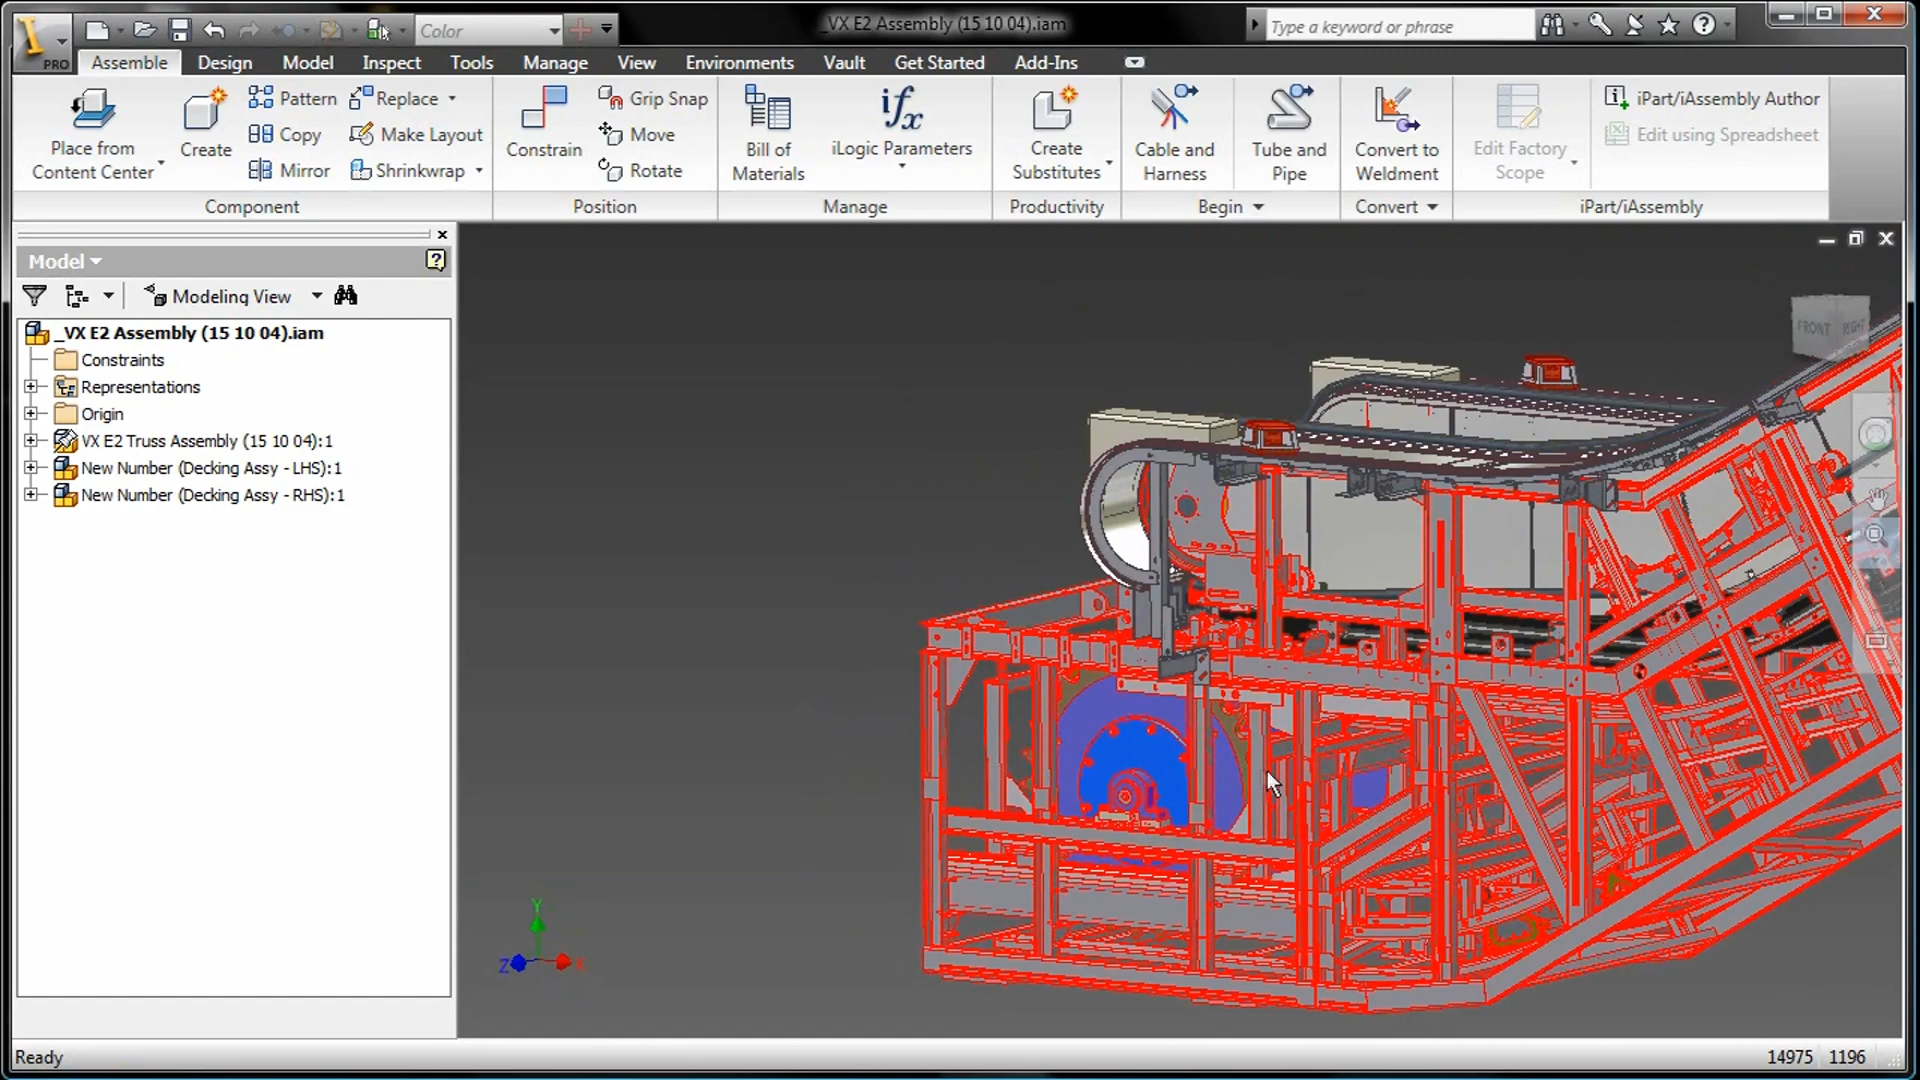 PRO
Color
_VX E2 Assembly (15 10 04).iam
Type a keyword or phrase
Assemble
Design
Model
Inspect
Tools
Manage
View
Environments
Vault
Get Started
Add-Ins
Place from
Content Center
Create
Pattern
Copy
Mirror
Replace
Make Layout
Shrinkwrap
Constrain
Grip Snap
Move
Rotate
Bill of
Materials
iLogic Parameters
Create
Substitutes
Cable and
Harness
Tube and
Pipe
Convert to
Weldment
Edit Factory
Scope
iPart/iAssembly Author
Edit using Spreadsheet
Component
Position
Manage
Productivity
Begin
Convert
iPart/iAssembly
Model
Modeling View
_VX E2 Assembly (15 10 04).iam
Constraints
Representations
Origin
VX E2 Truss Assembly (15 10 04):1
New Number (Decking Assy - LHS):1
New Number (Decking Assy - RHS):1
FRONT
RIGHT
Y
Z
X
Ready
14975
1196